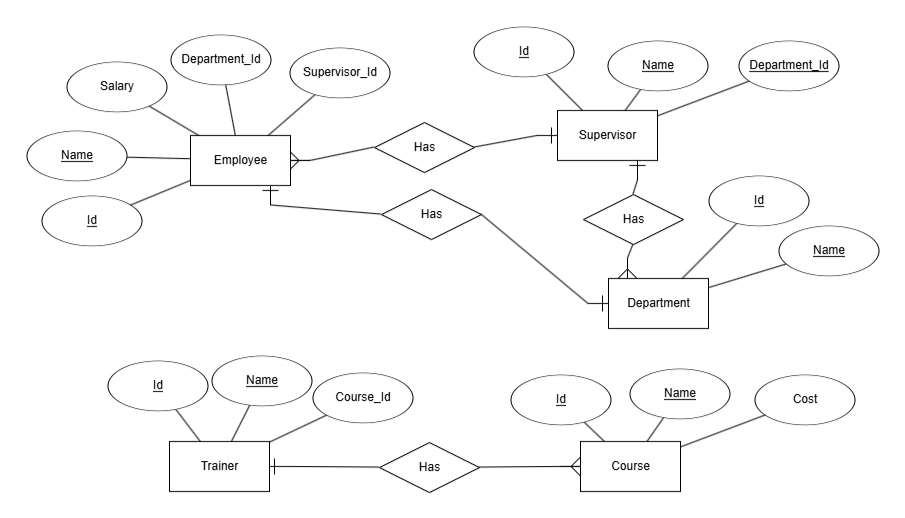 Department_Id
Supervisor_Id
Salary
Employee
Name
Id
Has
Has
Id
Name
Department_Id
Supervisor
Has
Id
Name
Department
Id
Name
Course_Id
Trainer
Has
Id
Name
Cost
Course